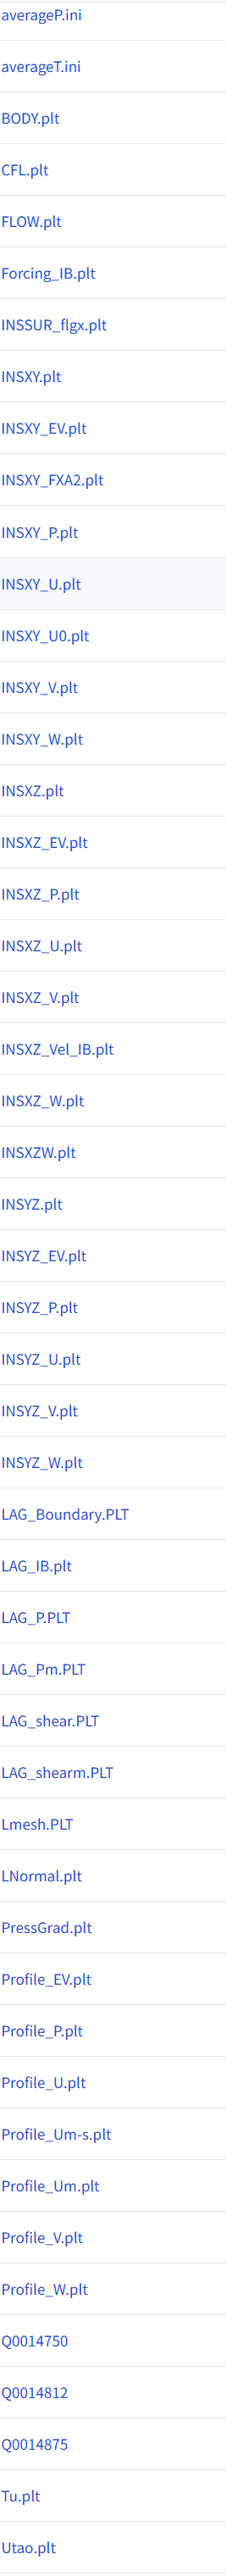 averageP.ini
averageT.ini
BODY.plt
CFL.plt
FLOW.plt
Forcing_IB.plt
INSSUR_flgx.plt
INSXY.plt
INSXY_EV.plt
INSXY_FXA2.plt
INSXY_P.plt
INSXY_U.plt
INSXY_U0.plt
INSXY_V.plt
INSXY_W.plt
INSXZ.plt
INSXZ_EV.plt
INSXZ_P.plt
INSXZ_U.plt
INSXZ_V.plt
INSXZ_Vel_IB.plt
INSXZ_W.plt
INSXZW.plt
INSYZ.plt
INSYZ_EV.plt
INSYZ_P.plt
INSYZ_U.plt
INSYZ_V.plt
INSYZ_W.plt
LAG_Boundary.PLT
LAG_IB.plt
LAG_P.PLT
LAG_Pm.PLT
LAG_shear.PLT
LAG_shearm.PLT
Lmesh.PLT
LNormal.plt
PressGrad.plt
Profile_EV.plt
Profile_P.plt
Profile_U.plt
Profile_Um-s.plt
Profile_Um.plt
Profile_V.plt
Profile_W.plt
Q0014750
Q0014812
Q0014875
Tu.plt
Utao.plt